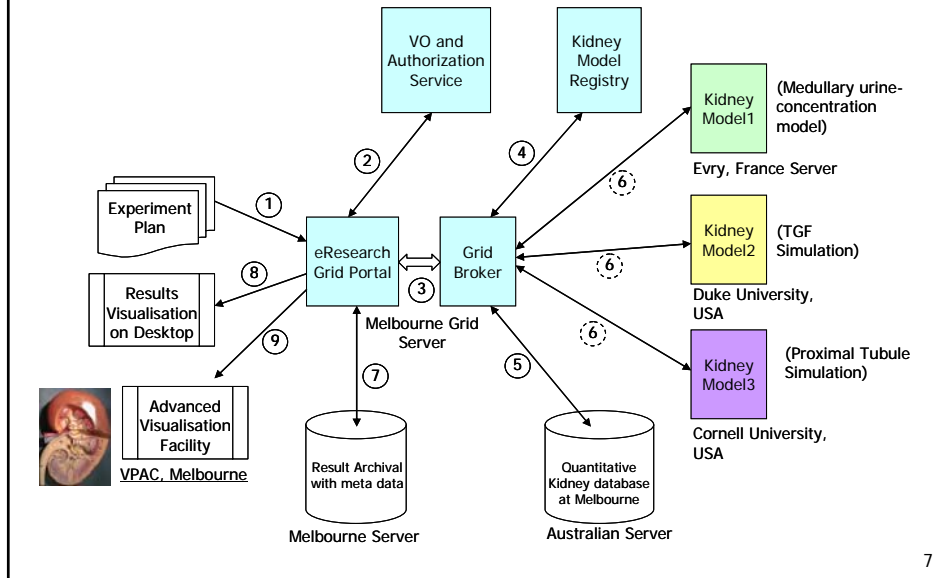 VO and
Authorization
Service
Kidney
Model
Registry
Kidney
Model1
(Medullary urine-
concentration
model)
Evry, France Server
2
4
6
1
Experiment
Plan
eResearch
Grid Portal
3
Grid
Broker
6
Kidney
Model2
(TGF
Simulation)
Duke University,
USA
8
Results
Visualisation
on Desktop
Melbourne Grid
Server
9
7
5
6
Kidney
Model3
(Proximal Tubule
Simulation)
Cornell University,
USA
Advanced
Visualisation
Facility
VPAC, Melbourne
Result Archival
with meta data
Melbourne Server
Quantitative
Kidney database
at Melbourne
Australian Server
7